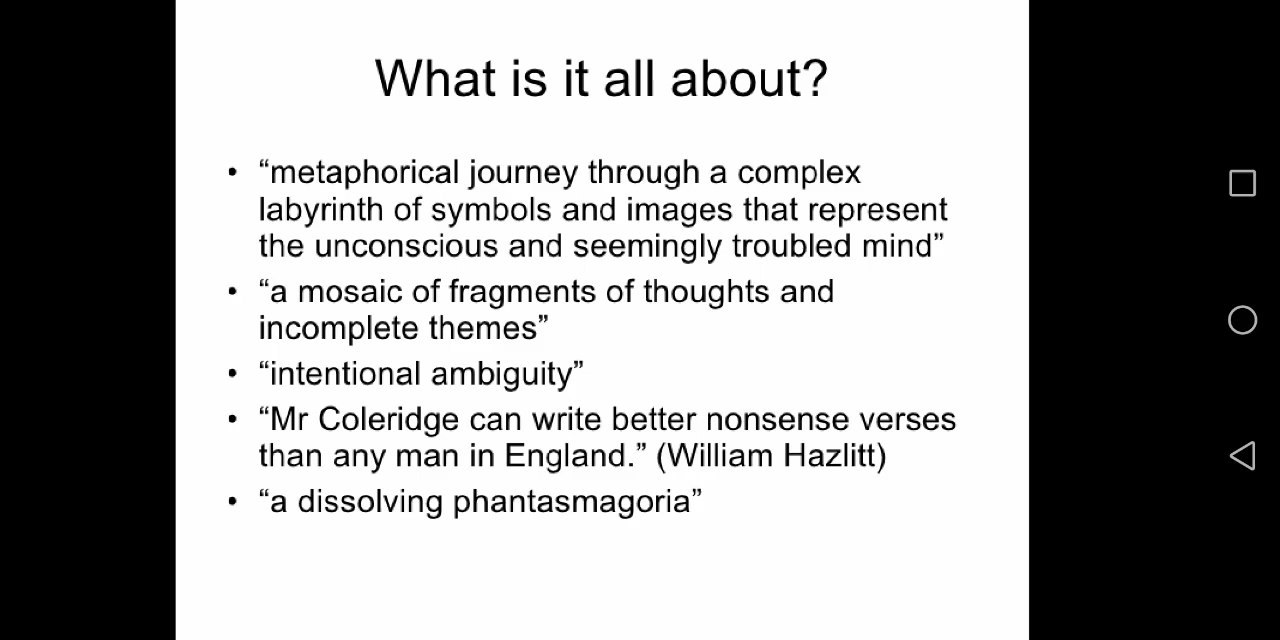 What is it all about?
• “metaphorical journey through a complex
labyrinth of symbols and images that represent
the unconscious and seemingly troubled mind”
• “a mosaic of fragments of thoughts and
incomplete themes”
• “intentional ambiguity”
• “Mr Coleridge can write better nonsense verses
than any man in England.” (William Hazlitt)
• “a dissolving phantasmagoria”